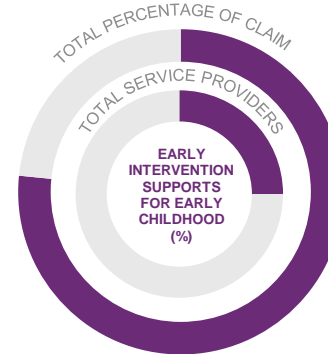 TOTAL PERCENTAGE OF CLAIM
TOTAL SERVICE PROVIDERS
EARLY
INTERVENTION
SUPPORTS
FOR EARLY
CHILDHOOD
(%)